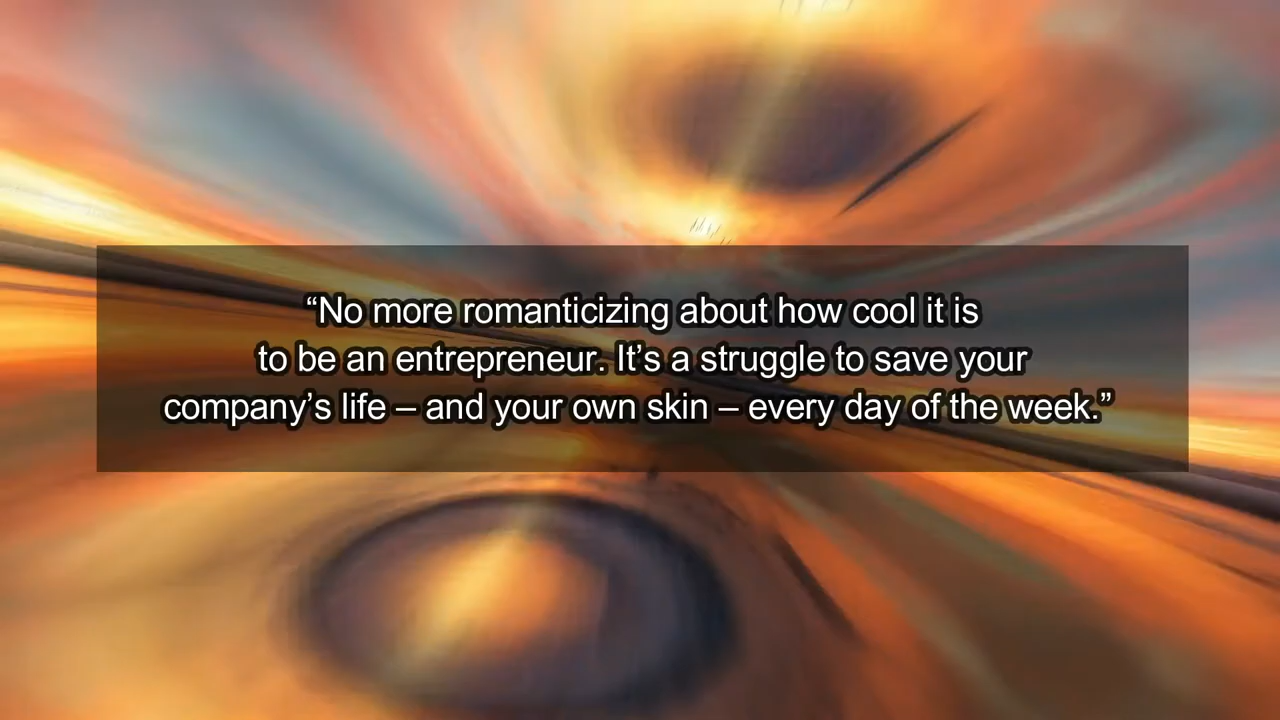 “No more romanticizing about how cool it is
to be an entrepreneur. It’s a struggle to save your
company’s life – and your own skin – every day of the week.”